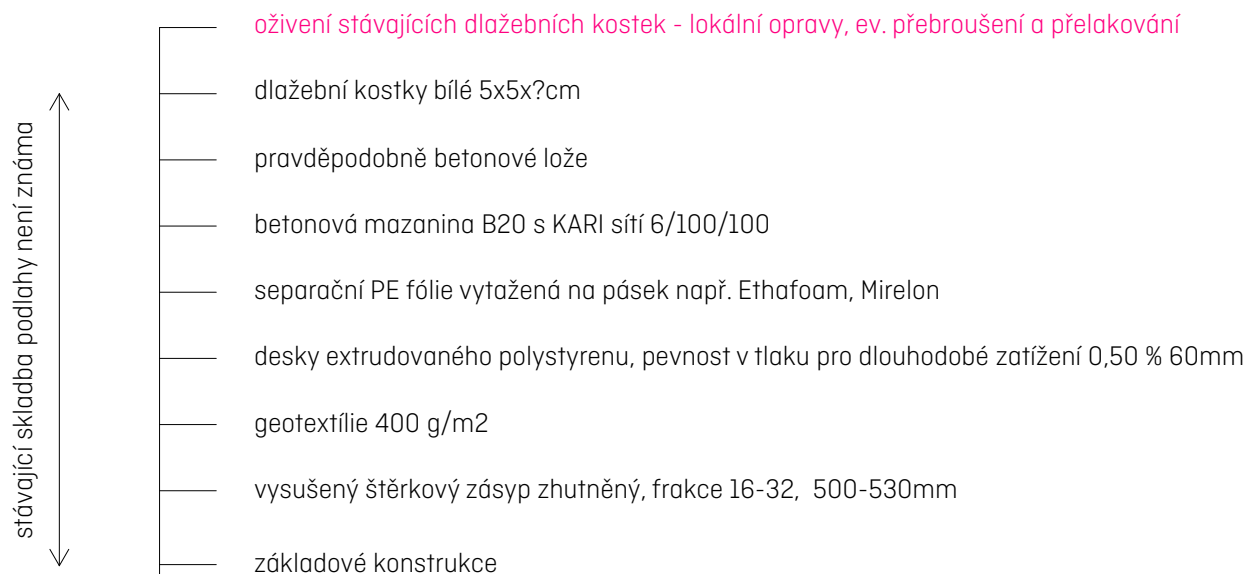 oživení stávajících dlažebních kostek - lokální opravy, ev. přebroušení a přelakování
dlažební kostky bílé 5x5x?cm
pravděpodobně betonové lože
betonová mazanina B20 s KARI sítí 6/100/100
separační PE fólie vytažená na pásek např. Ethafoam, Mirelon
desky extrudovaného polystyrenu, pevnost v tlaku pro dlouhodobé zatížení 0,50 % 60mm
geotextílie 400 g/m2
vysušený štěrkový zásyp zhutněný, frakce 16-32, 500-530mm
základové konstrukce
stávající skladba podlahy není známa